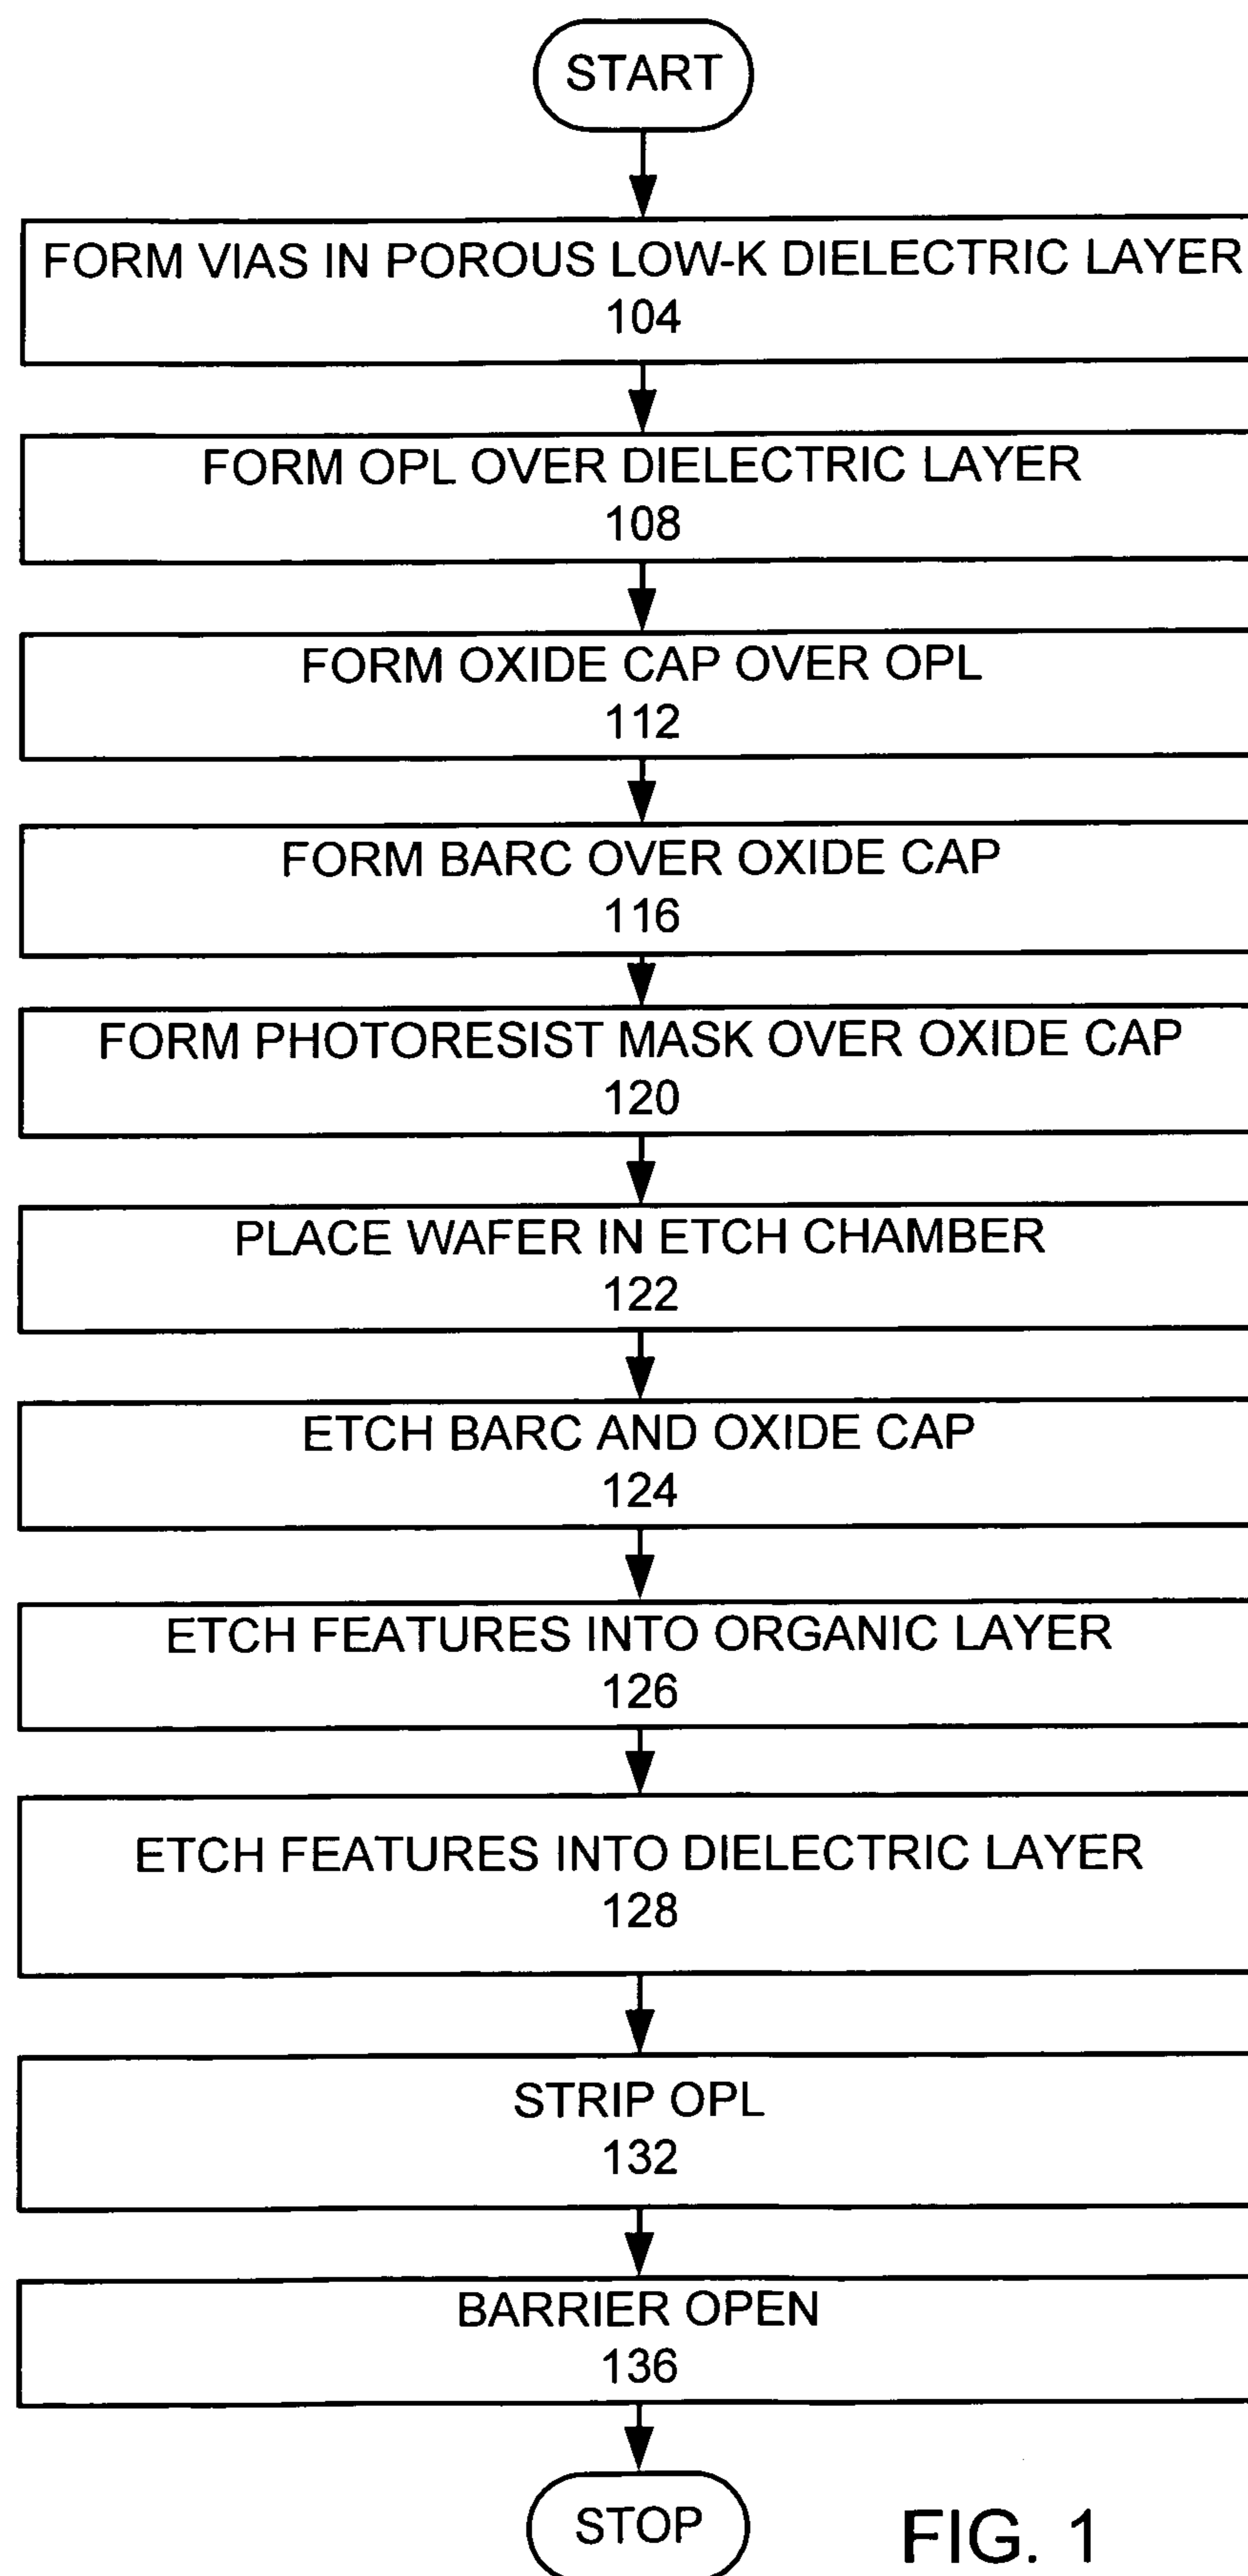 START
FORM VIAS IN POROUS LOW-K DIELECTRIC LAYER
104
FORM OPL OVER DIELECTRIC LAYER
108
FORM OXIDE CAP OVER OPL
112
FORM BARC OVER OXIDE CAP
116
FORM PHOTORESIST MASK OVER OXIDE CAP
120
PLACE WAFER IN ETCH CHAMBER
122
ETCH BARC AND OXIDE CAP
124
ETCH FEATURES INTO ORGANIC LAYER
126
ETCH FEATURES INTO DIELECTRIC LAYER
128
STRIP OPL
132
BARRIER OPEN
136
STOP
FIG. 1